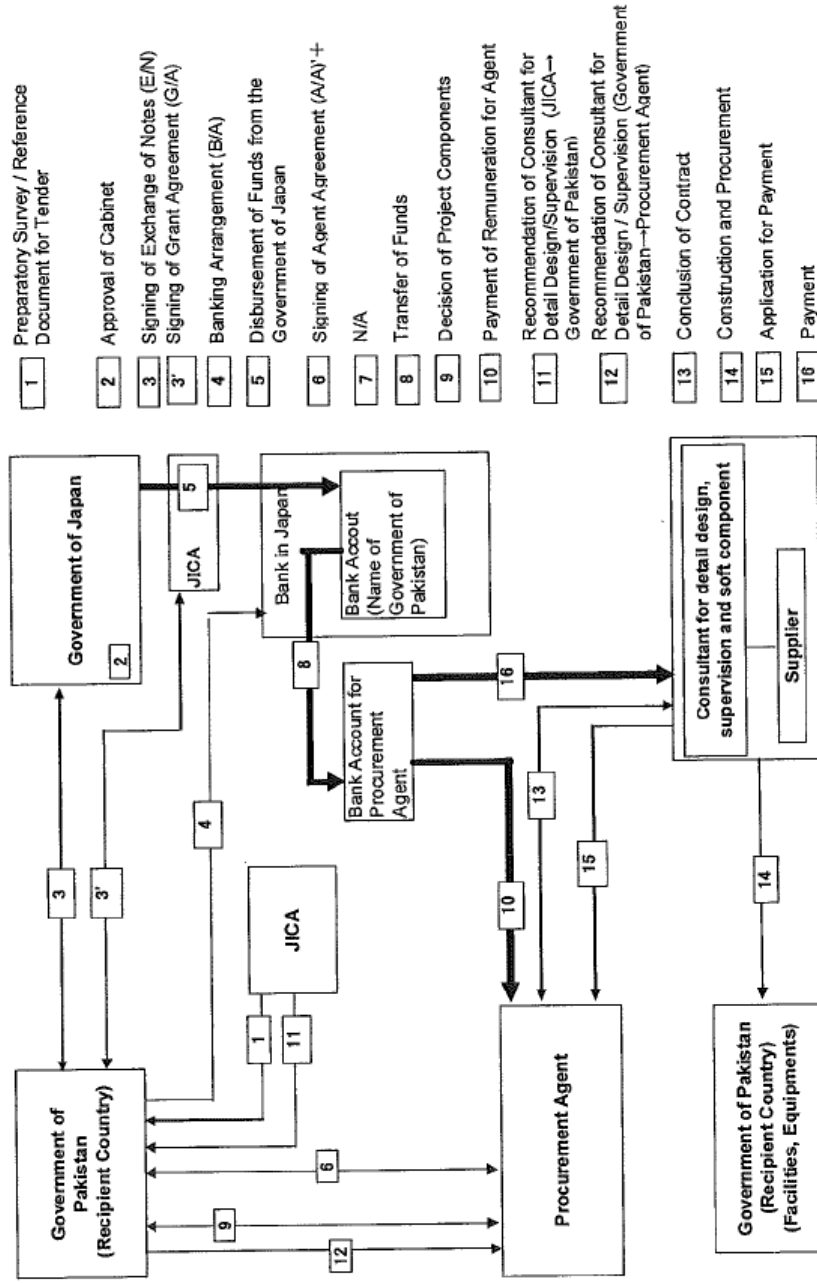 Government of
Pakistan
(Recipient Country)
3
3'
Government of Japan
2
JICA
5
4
1
11
JICA
Bank in Japan
Bank Accout
(Name of
Government of
Pakistan)
8
Bank Account for
Procurement
Agent
9
12
6
10
16
13
15
Procurement Agent
Consultant for detail design,
supervision and soft component
Supplier
14
Government of Pakistan
(Recipient Country)
(Facilities, Equipments)
1 Preparatory Survey / Reference
Document for Tender
2 Approval of Cabinet
3 Signing of Exchange of Notes (E/N)
3' Signing of Grant Agreement (G/A)
4 Banking Arrangement (B/A)
5 Disbursement of Funds from the
Government of Japan
6 Signing of Agent Agreement (A/A)'+
7 N/A
8 Transfer of Funds
9 Decision of Project Components
10 Payment of Remuneration for Agent
11 Recommendation of Consultant for
Detail Design/Supervision (JICA→
Government of Pakistan)
12 Recommendation of Consultant for
Detail Design / Supervision (Government
of Pakistan→Procurement Agent)
13 Conclusion of Contract
14 Construction and Procurement
15 Application for Payment
16 Payment